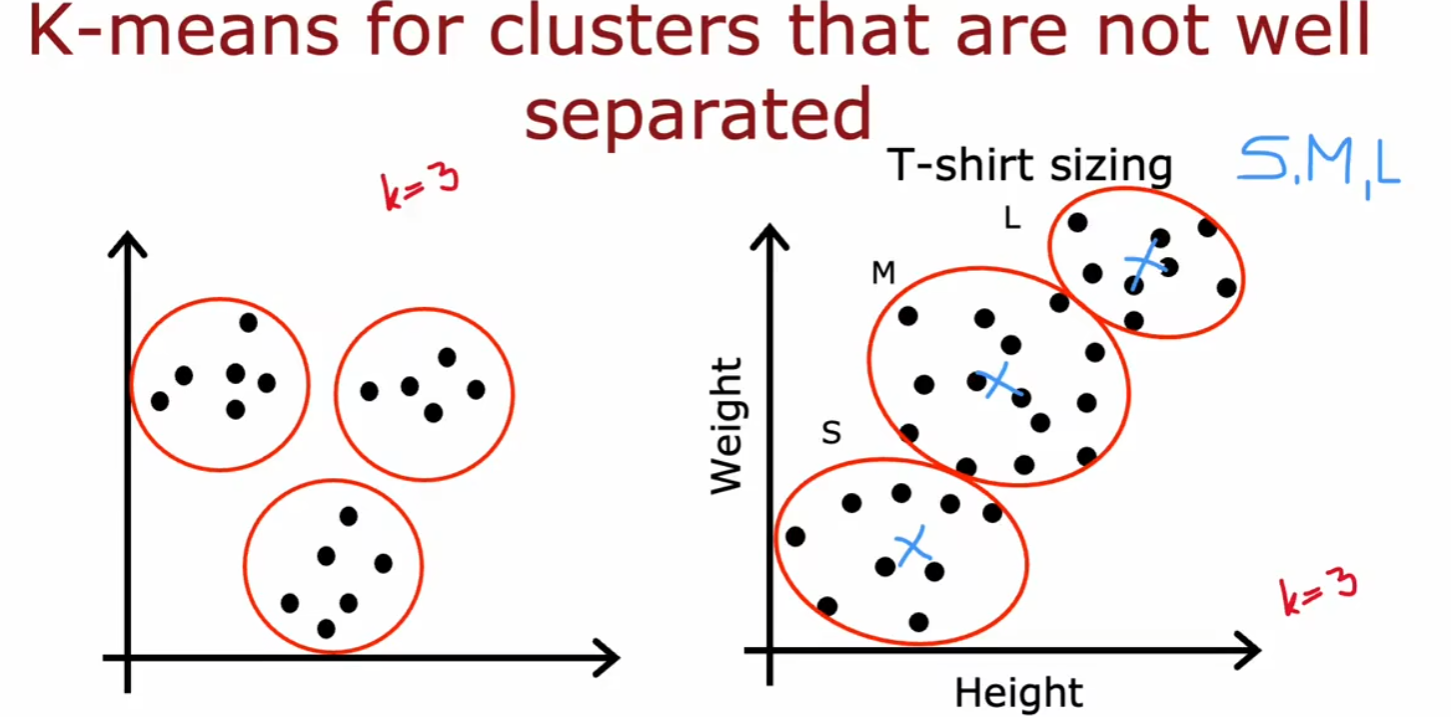 K-means for clusters that are not well
separated
k=3
T-shirt sizing
S,M,L
L
M
S
Weight
Height
k=3